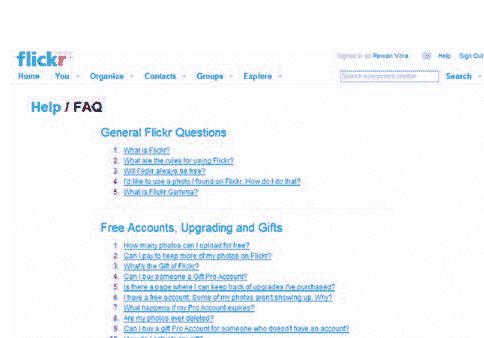 flickr
Signed in as Pawan Vora Help Sign Out
Home You Organize Contacts Groups Explore Search everyone's photos Search
Help / FAQ
General Flickr Questions
1. What is Flickr?
2. What are the rules for using Flickr?
3. Will Flickr always be free?
4. I'd like to use a photo I found on Flickr. How do I do that?
5. What is Flickr Gamma?
Free Accounts, Upgrading and Gifts
1. How many photos can I upload for free?
2. Can I pay to keep more of my photos on Flickr?
3. What's the Gift of Flickr?
4. Can I buy someone a Gift Pro Account?
5. Is there a page where I can keep track of upgrades I've purchased?
6. I have a free account. Some of my photos aren't showing up. Why?
7. What happens if my Pro Account expires?
8. Are my photos ever deleted?
9. Can I buy a gift Pro Account for someone who doesn't have an account?